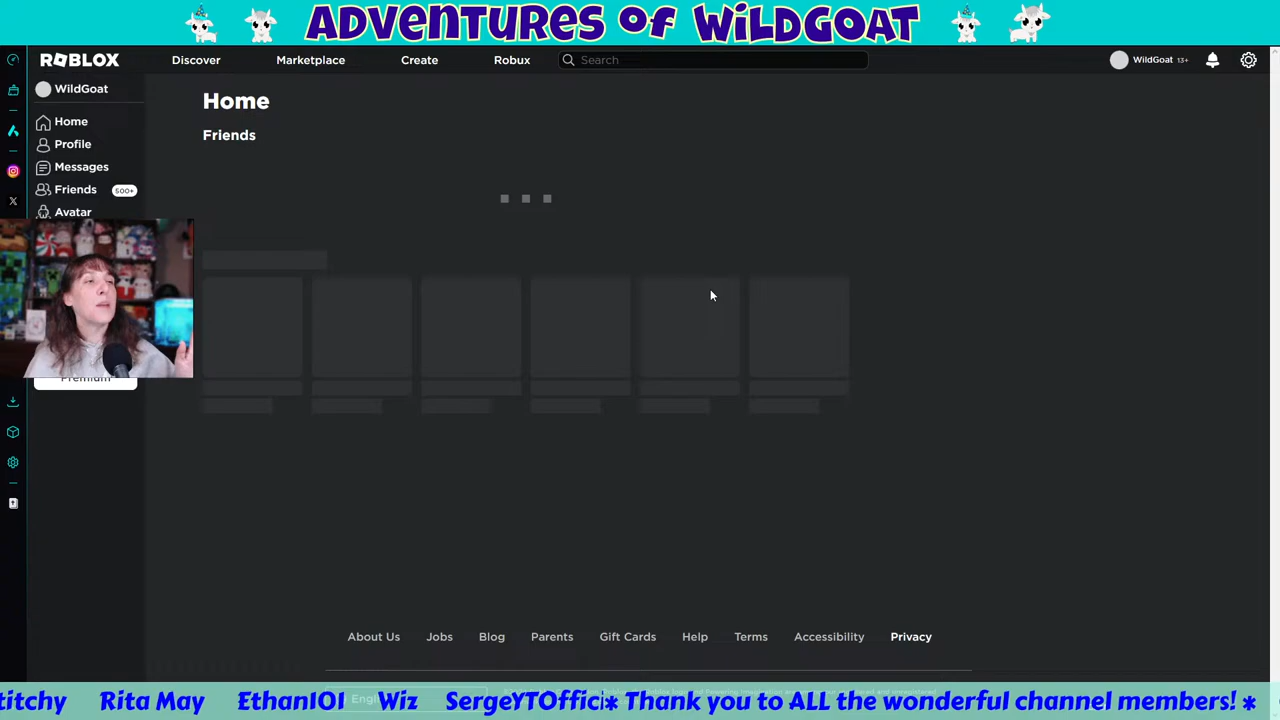 ADVENTURES OF WILDGOAT
ROBLOX Discover Marketplace Create Robux Search WildGoat 13+
WildGoat
Home
Profile
Messages
Friends 500+
Avatar
Premium
Home
Friends
About Us Jobs Blog Parents Gift Cards Help Terms Accessibility Privacy
titchy Rita May Ethan101 Wiz SergeYTOffici* Thank you to ALL the wonderful channel members! *